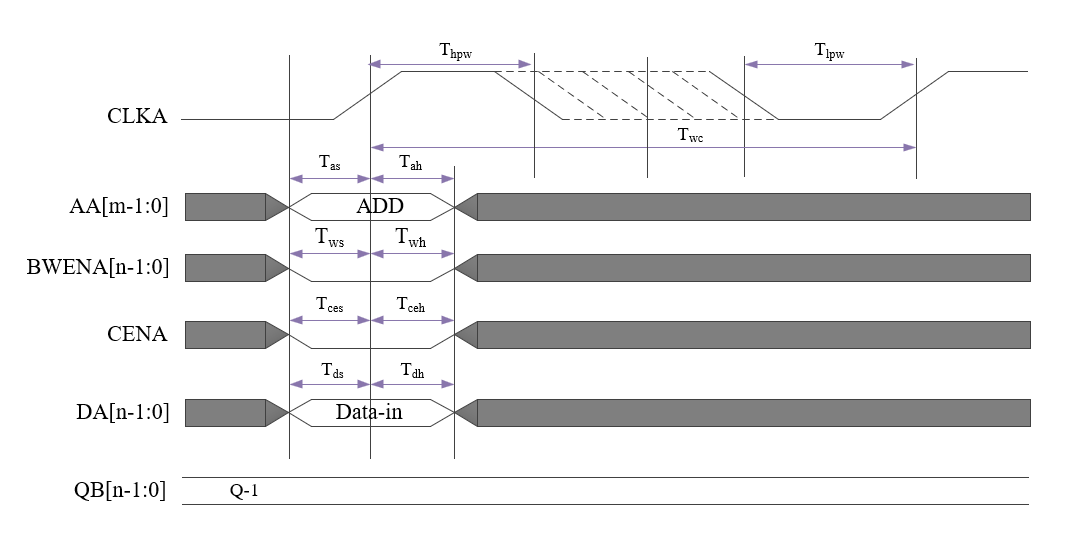 Thpw
Tlpw
CLKA
Twc
Tas
Tah
AA[m-1:0]
ADD
Tws
Twh
BWENA[n-1:0]
Tces
Tceh
CENA
Tds
Tdh
DA[n-1:0]
Data-in
QB[n-1:0]
Q-1